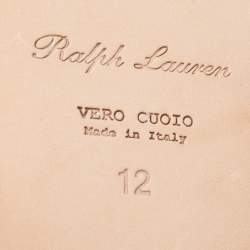 Ralph Lauren
VERO CUOIO
Made in Italy
12